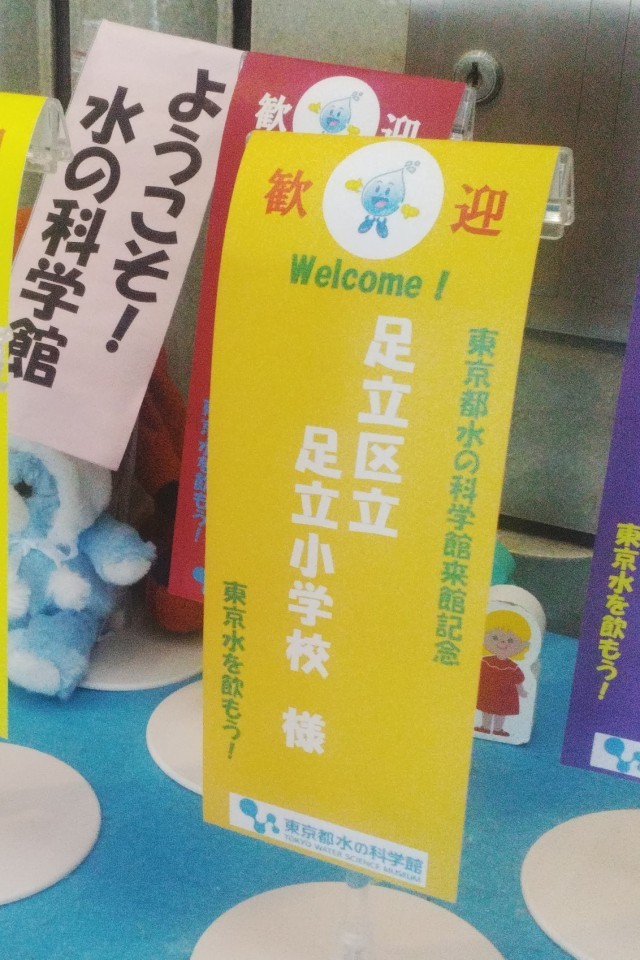 ようこそ！
水の科学館
歓 迎
歓 迎
Welcome !
東京都水の科学館来館記念
足立区立
足立小学校 様
東京水を飲もう！
東京都水の科学館
TOKYO WATER SCIENCE MUSEUM
東京水を飲もう！
東京水を飲もう！